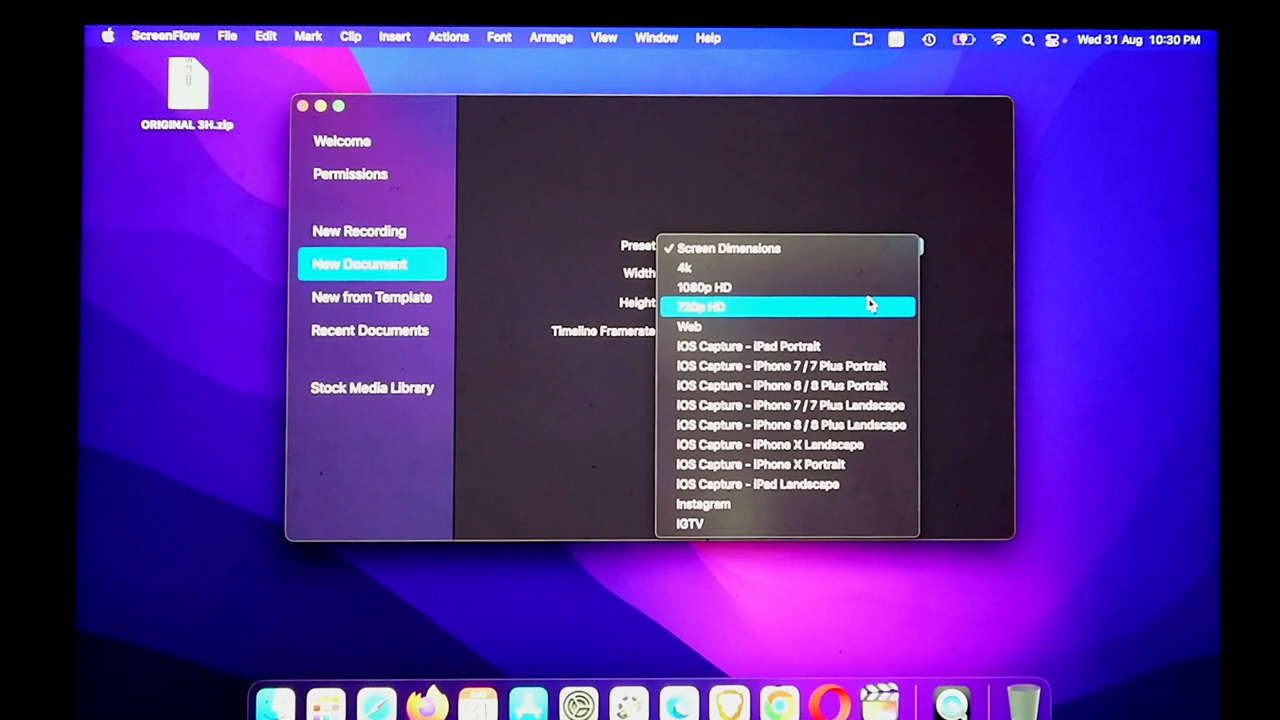 ScreenFlow File Edit Mark Clip Insert Actions Font Arrange View Window Help Wed 31 Aug 10:30 PM
ORIGINAL 3H.zip
Welcome
Permissions
New Recording
New Document
New from Template
Recent Documents
Stock Media Library
Preset
Width
Height
Timeline Framerate
✓ Screen Dimensions
4k
1080p HD
720p HD
Web
iOS Capture - iPad Portrait
iOS Capture - iPhone 7 / 7 Plus Portrait
iOS Capture - iPhone 8 / 8 Plus Portrait
iOS Capture - iPhone 7 / 7 Plus Landscape
iOS Capture - iPhone 8 / 8 Plus Landscape
iOS Capture - iPhone X Landscape
iOS Capture - iPhone X Portrait
iOS Capture - iPad Landscape
Instagram
IGTV